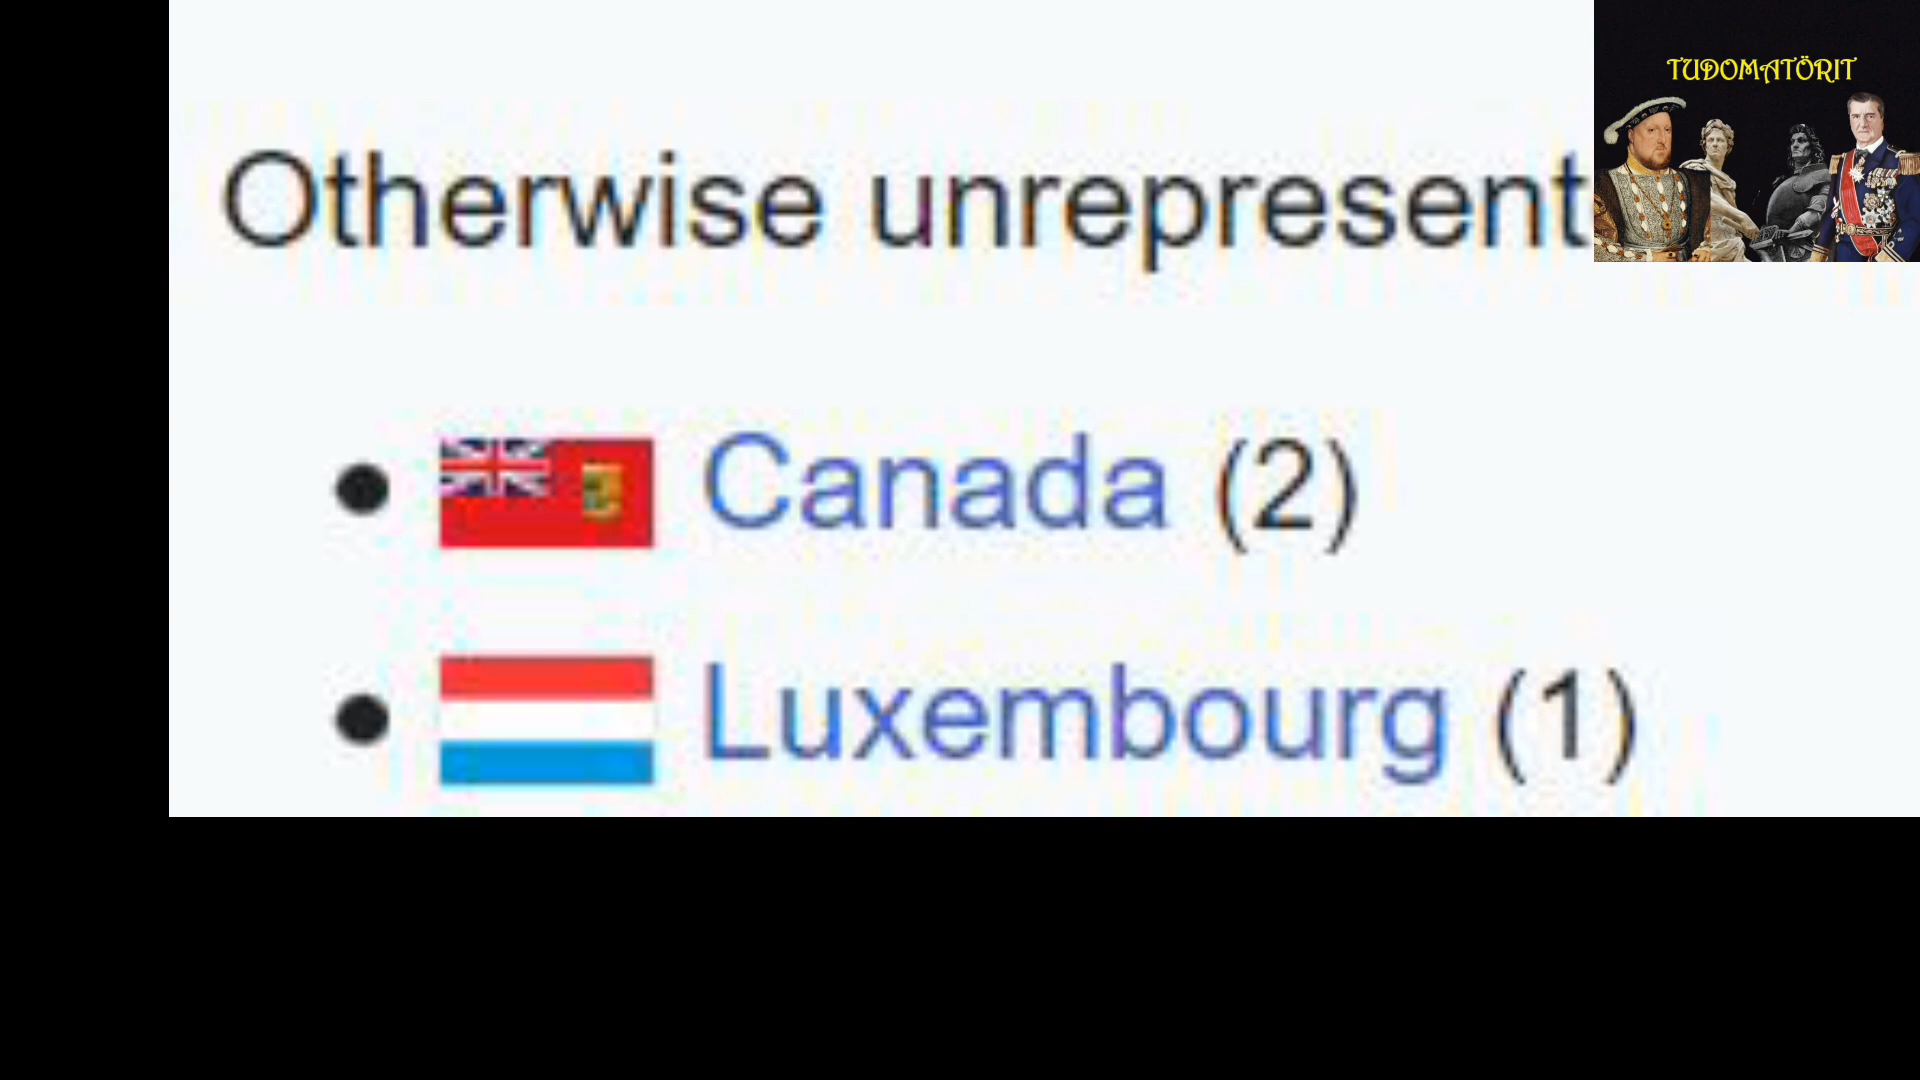 TUDOMATÖRIT
Otherwise unrepresent
Canada (2)
Luxembourg (1)